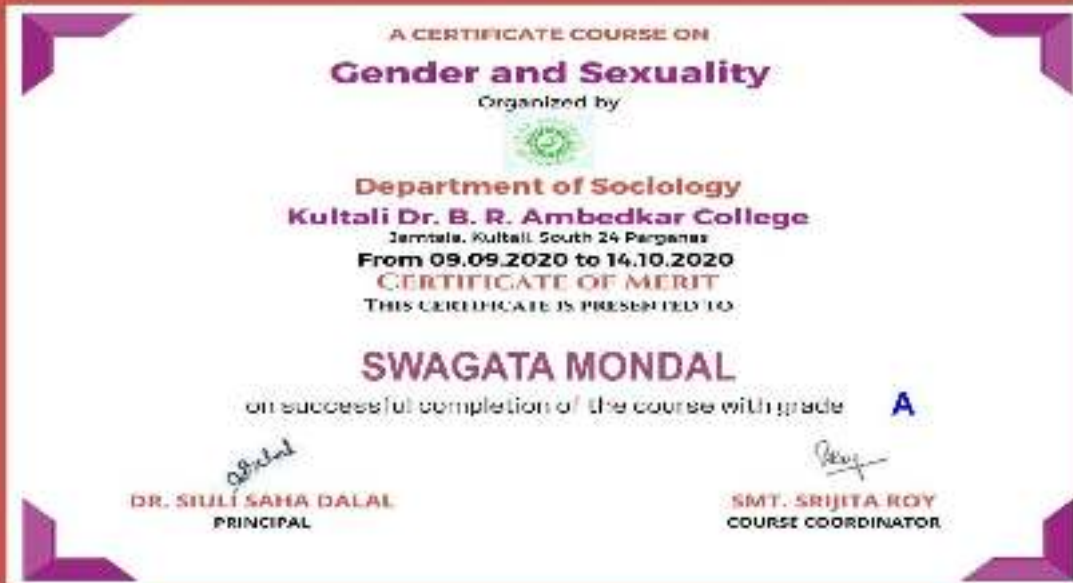 A CERTIFICATE COURSE ON
Gender and Sexuality
Organized by
Department of Sociology
Kultali Dr. B. R. Ambedkar College
Jamtala, Kultali, South 24 Parganas
From 09.09.2020 to 14.10.2020
CERTIFICATE OF MERIT
THIS CERTIFICATE IS PRESENTED TO
SWAGATA MONDAL
on successful completion of the course with grade A
DR. SIULI SAHA DALAL
PRINCIPAL
SMT. SRIJITA ROY
COURSE COORDINATOR